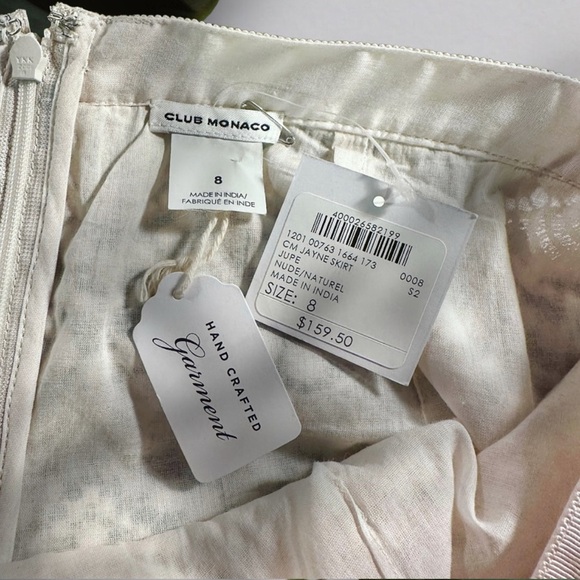 YKK
CLUB MONACO
8
MADE IN INDIA/
FABRIQUÉ EN INDE
400026582199
1201 00763 1664 173 0008
CM JAYNE SKIRT S2
JUPE
NUDE/NATUREL
MADE IN INDIA
SIZE: 8
$159.50
HAND CRAFTED
Garment